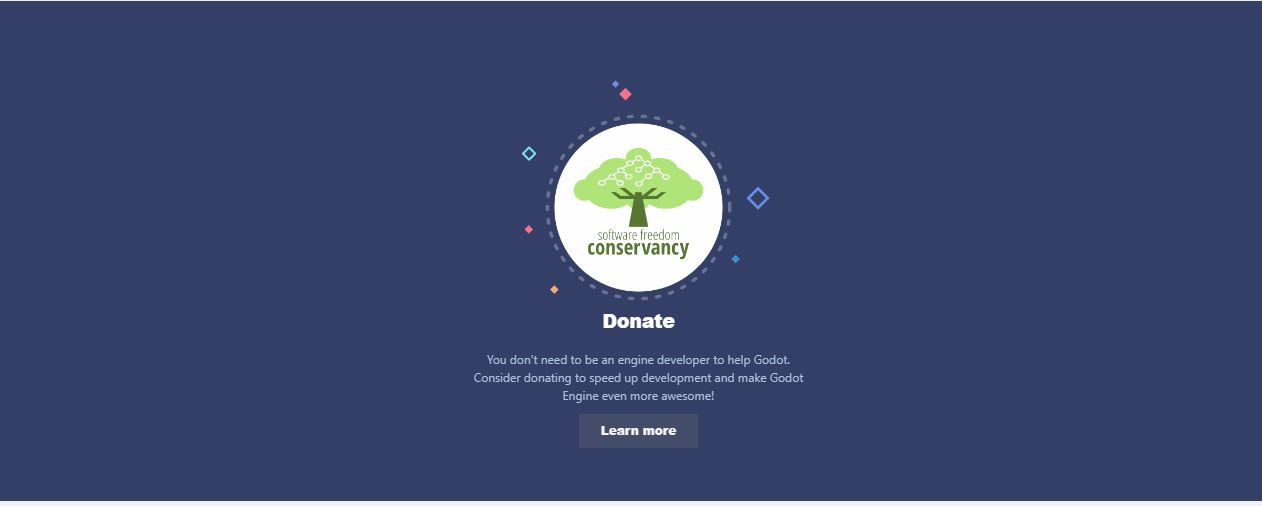 software freedom
conservancy
Donate
You don't need to be an engine developer to help Godot.
Consider donating to speed up development and make Godot
Engine even more awesome!
Learn more